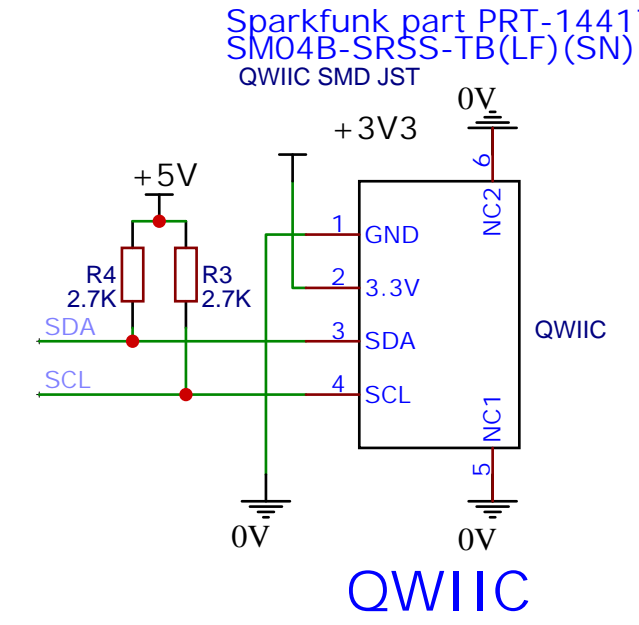 Sparkfunk part PRT-14417
SM04B-SRSS-TB(LF)(SN)
QWIIC SMD JST
0V
+3V3
6
+5V
NC2
1
GND
R4
2.7K
R3
2.7K
2
3.3V
SDA
3
SDA
QWIIC
SCL
4
SCL
NC1
5
0V
0V
QWIIC